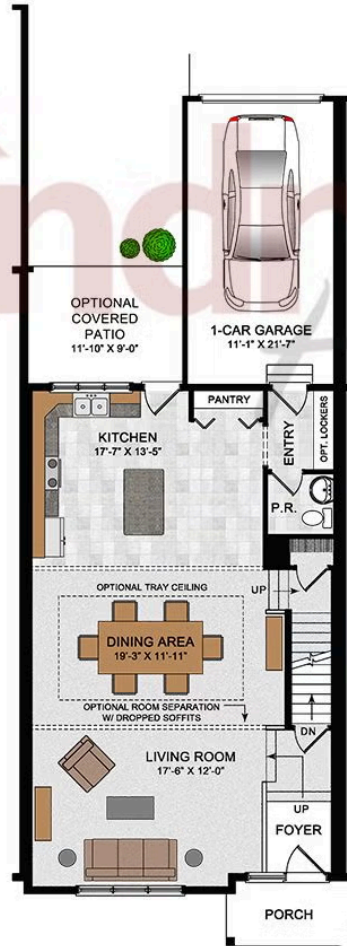 OPTIONAL
COVERED
PATIO
11'-10" X 9'-0"
1-CAR GARAGE
11'-1" X 21'-7"
PANTRY
KITCHEN
17'-7" X 13'-5"
ENTRY
OPT. LOCKERS
P.R.
OPTIONAL TRAY CEILING
UP
DINING AREA
19'-3" X 11'-11"
OPTIONAL ROOM SEPARATION
W/ DROPPED SOFFITS
DN
LIVING ROOM
17'-6" X 12'-0"
UP
FOYER
PORCH